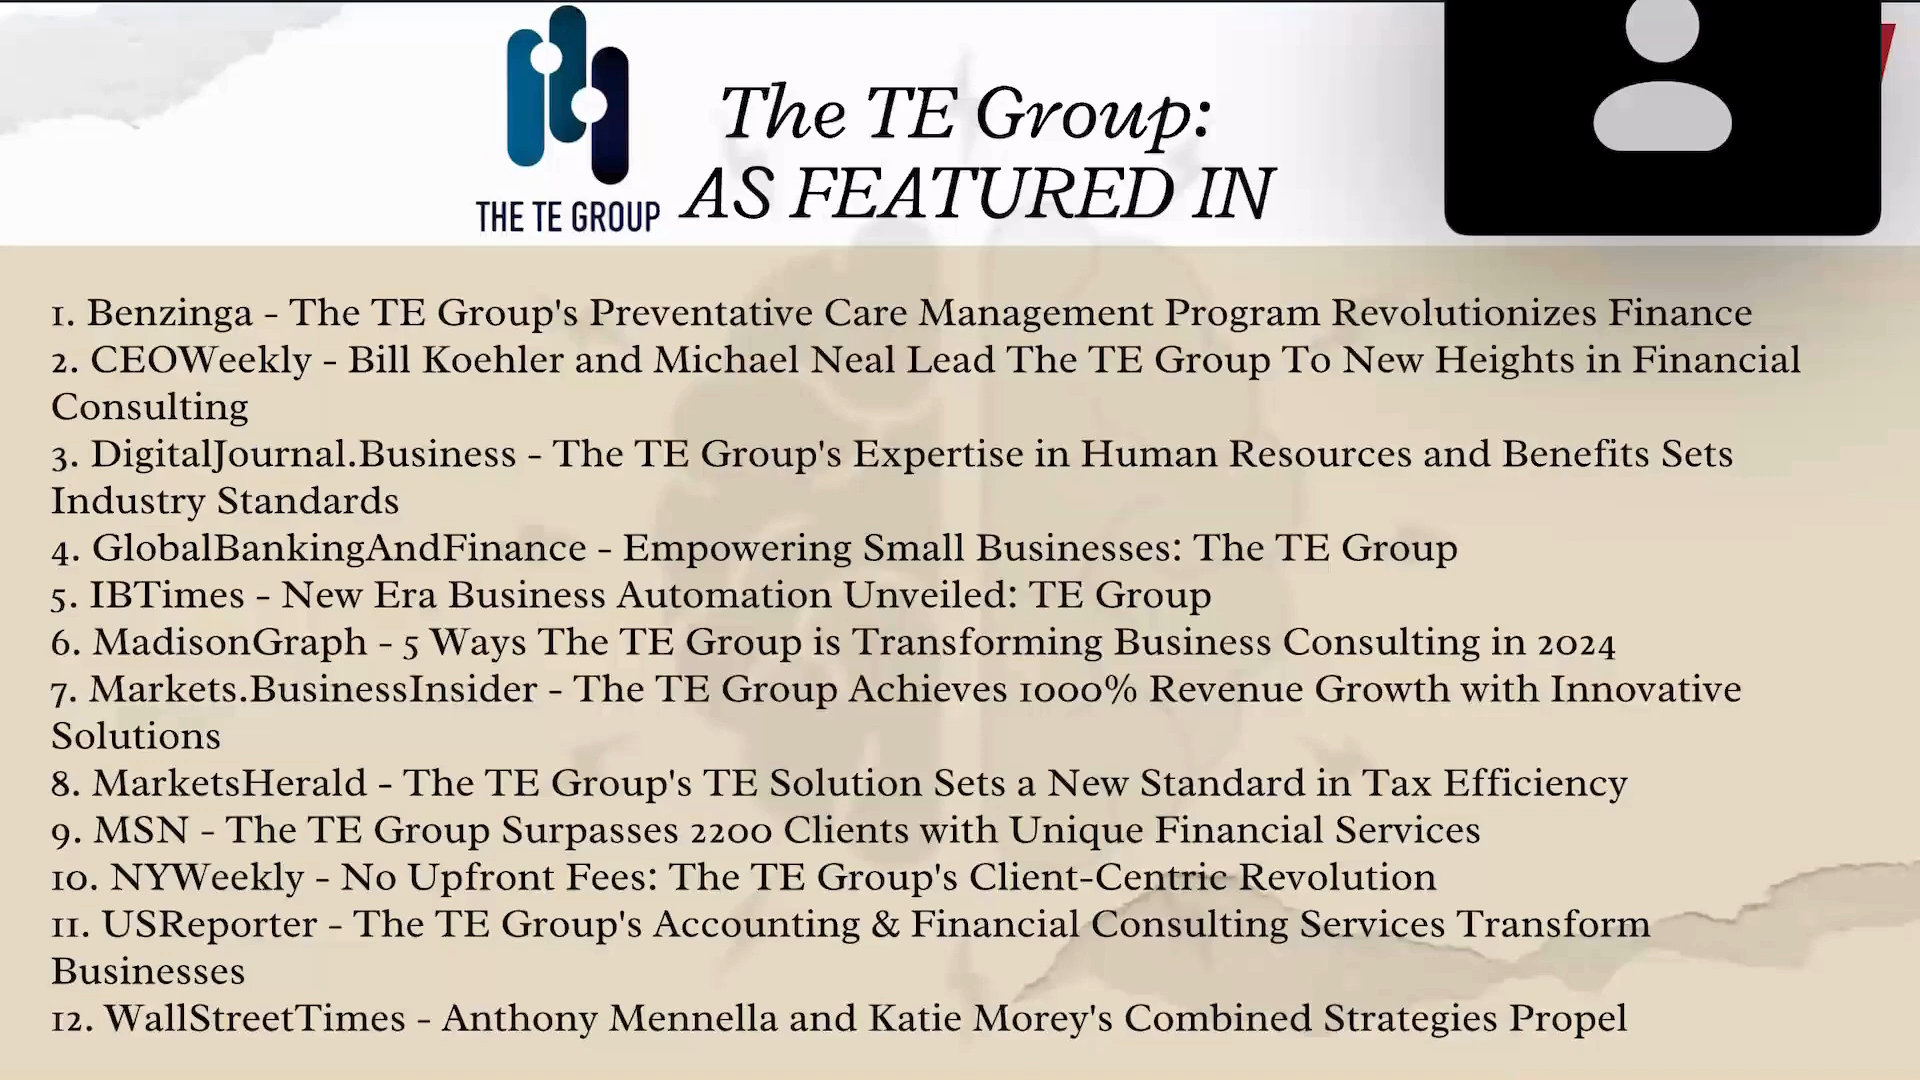 THE TE GROUP
The TE Group:
AS FEATURED IN
1. Benzinga - The TE Group's Preventative Care Management Program Revolutionizes Finance
2. CEOWeekly - Bill Koehler and Michael Neal Lead The TE Group To New Heights in Financial
Consulting
3. DigitalJournal.Business - The TE Group's Expertise in Human Resources and Benefits Sets
Industry Standards
4. GlobalBankingAndFinance - Empowering Small Businesses: The TE Group
5. IBTimes - New Era Business Automation Unveiled: TE Group
6. MadisonGraph - 5 Ways The TE Group is Transforming Business Consulting in 2024
7. Markets.BusinessInsider - The TE Group Achieves 1000% Revenue Growth with Innovative
Solutions
8. MarketsHerald - The TE Group's TE Solution Sets a New Standard in Tax Efficiency
9. MSN - The TE Group Surpasses 2200 Clients with Unique Financial Services
10. NYWeekly - No Upfront Fees: The TE Group's Client-Centric Revolution
11. USReporter - The TE Group's Accounting & Financial Consulting Services Transform
Businesses
12. WallStreetTimes - Anthony Mennella and Katie Morey's Combined Strategies Propel